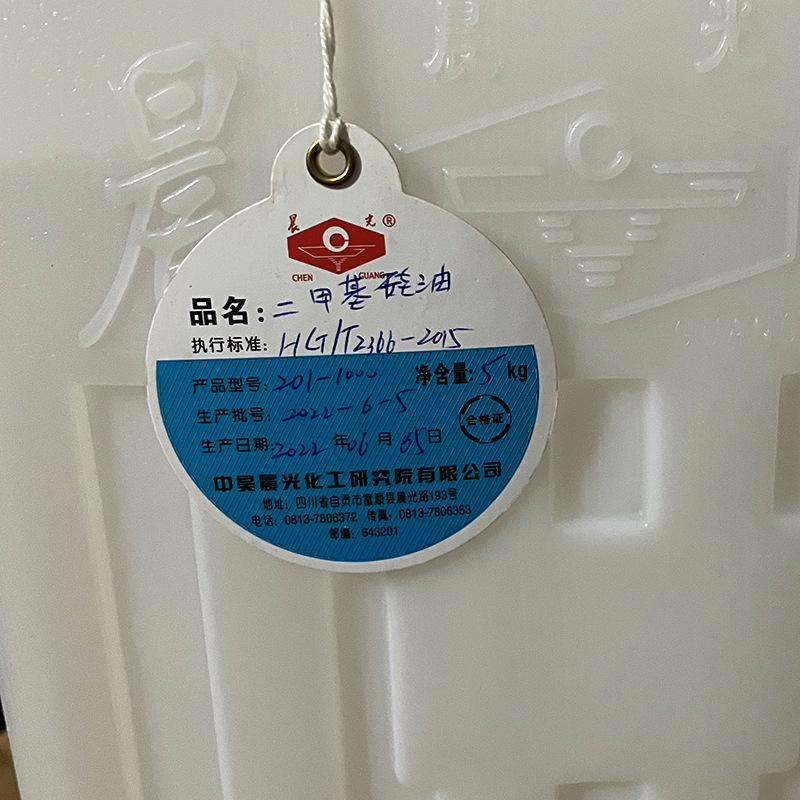 晨
晨 光
C
晨 光®
C
CHEN GUANG
品名：二甲基硅油
执行标准：HG/T2366-2015
产品型号：201-1000 净含量：5kg
生产批号：2022-6-5
合格证
生产日期：2022年06月05日
中昊晨光化工研究院有限公司
地址：四川省自贡市富顺县晨光路193号
电话：0813-7806372 传真：0813-7806353
邮编：643201